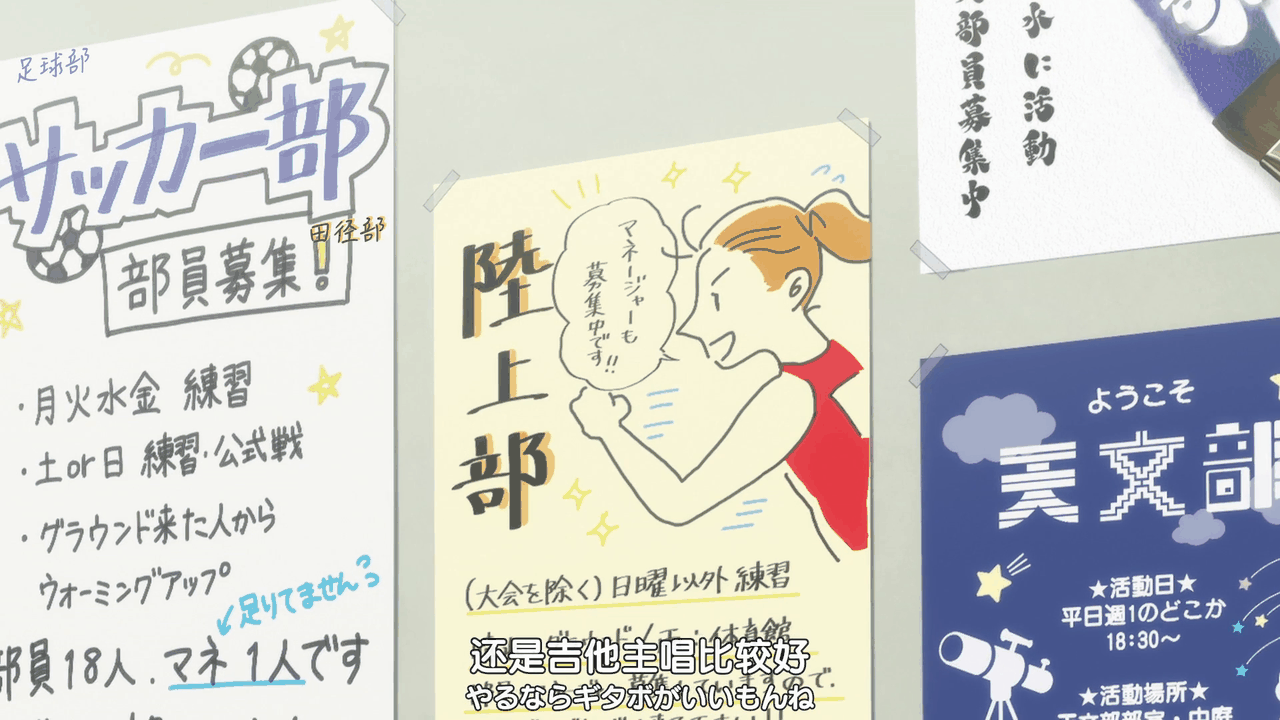 足球部
サッカー部
部員募集!
・月火水金 練習
・土or日 練習・公式戦
・グラウンド来た人から
ウォーミングアップ
足りてません
部員18人、マネ 1人です
田径部
陸上部
マネージャーも
募集中です!!
(大会を除く)日曜以外 練習
水に活動
部員募集中
ようこそ
天文部
★活動日★
平日週1のどこか
18:30～
★活動場所★
还是吉他主唱比较好
やるならギタボがいいもんね